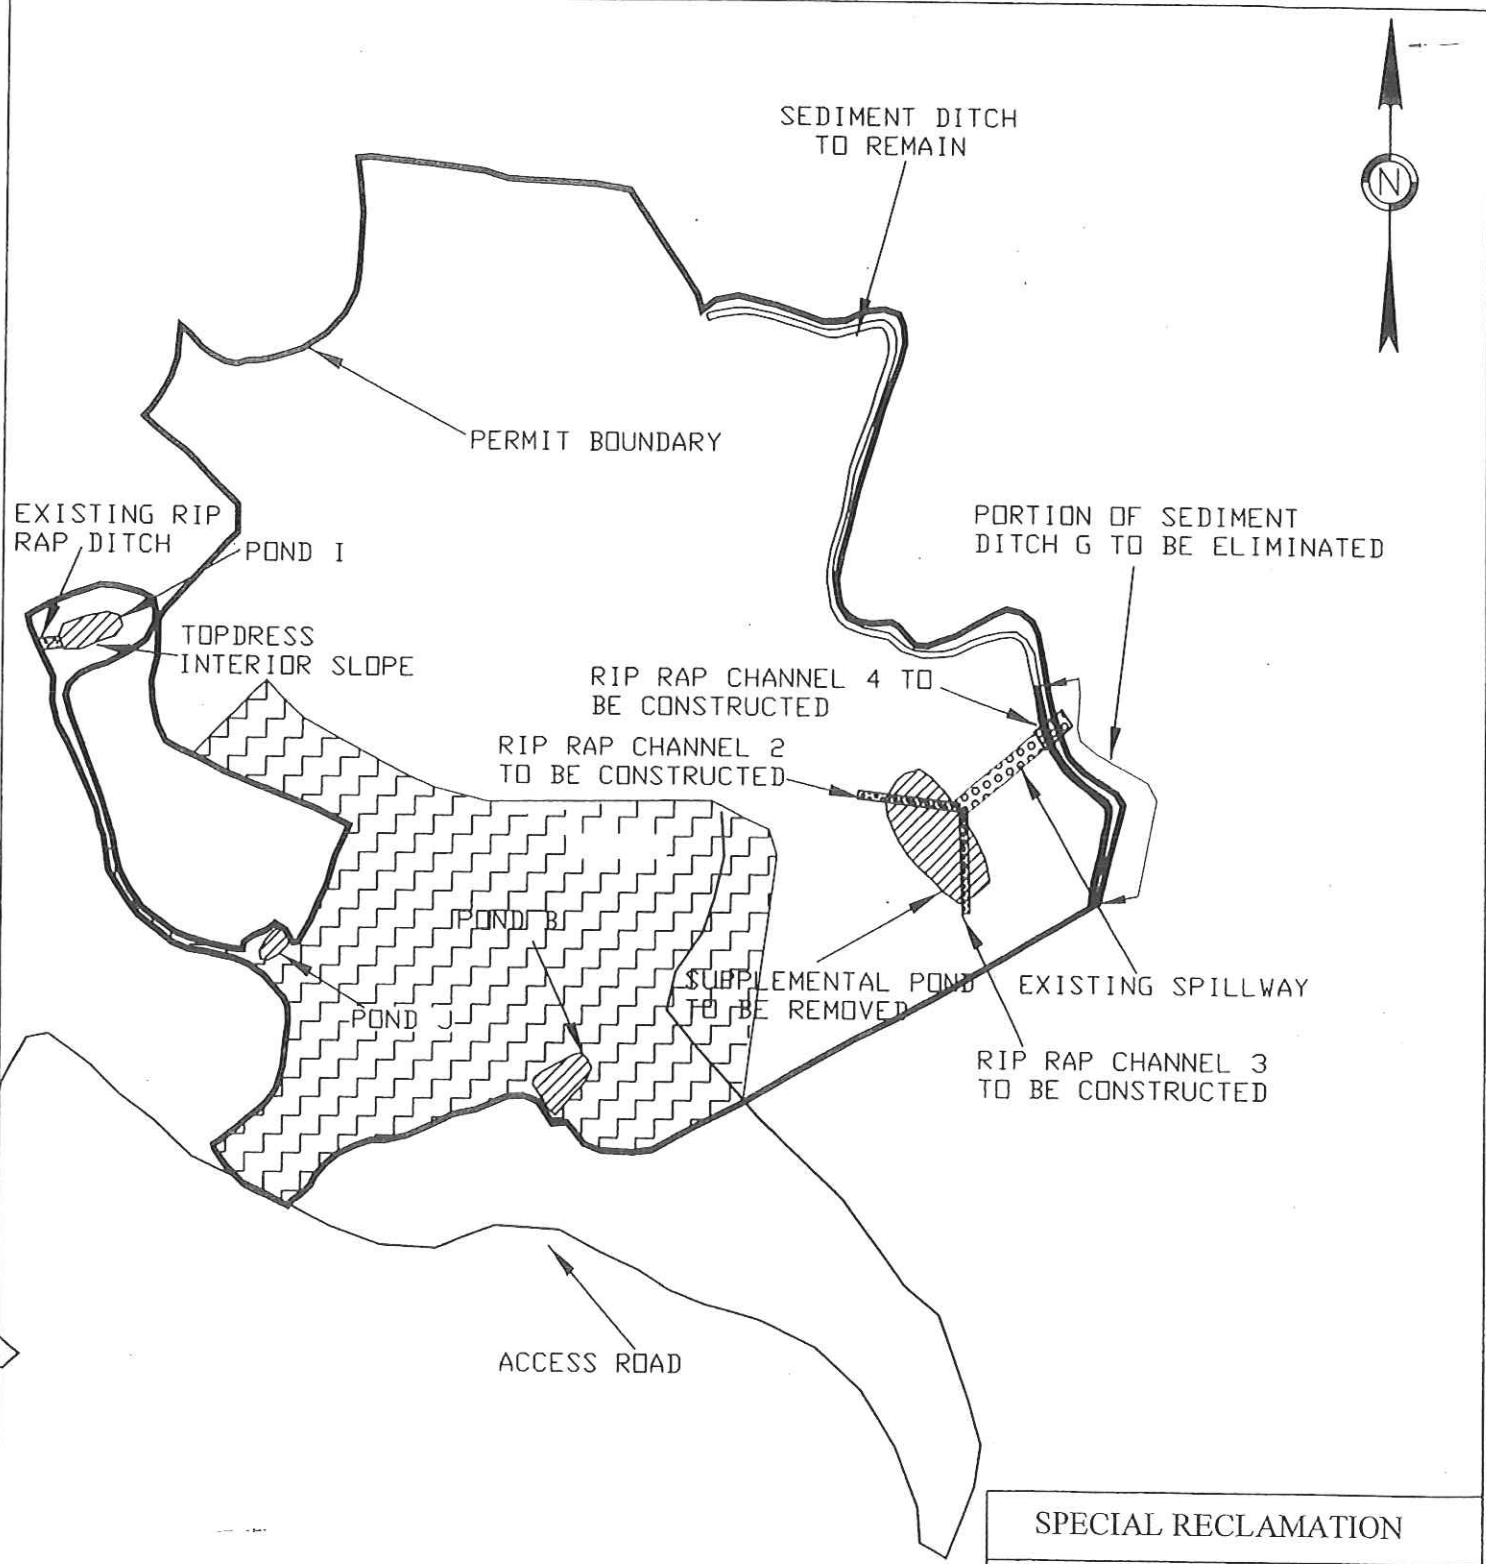 SEDIMENT DITCH
TO REMAIN
N
PERMIT BOUNDARY
EXISTING RIP
RAP DITCH
POND I
PORTION OF SEDIMENT
DITCH G TO BE ELIMINATED
TOPDRESS
INTERIOR SLOPE
RIP RAP CHANNEL 4 TO
BE CONSTRUCTED
RIP RAP CHANNEL 2
TO BE CONSTRUCTED
POND B
SUPPLEMENTAL POND
TO BE REMOVED
EXISTING SPILLWAY
POND J
RIP RAP CHANNEL 3
TO BE CONSTRUCTED
ACCESS ROAD
SPECIAL RECLAMATION